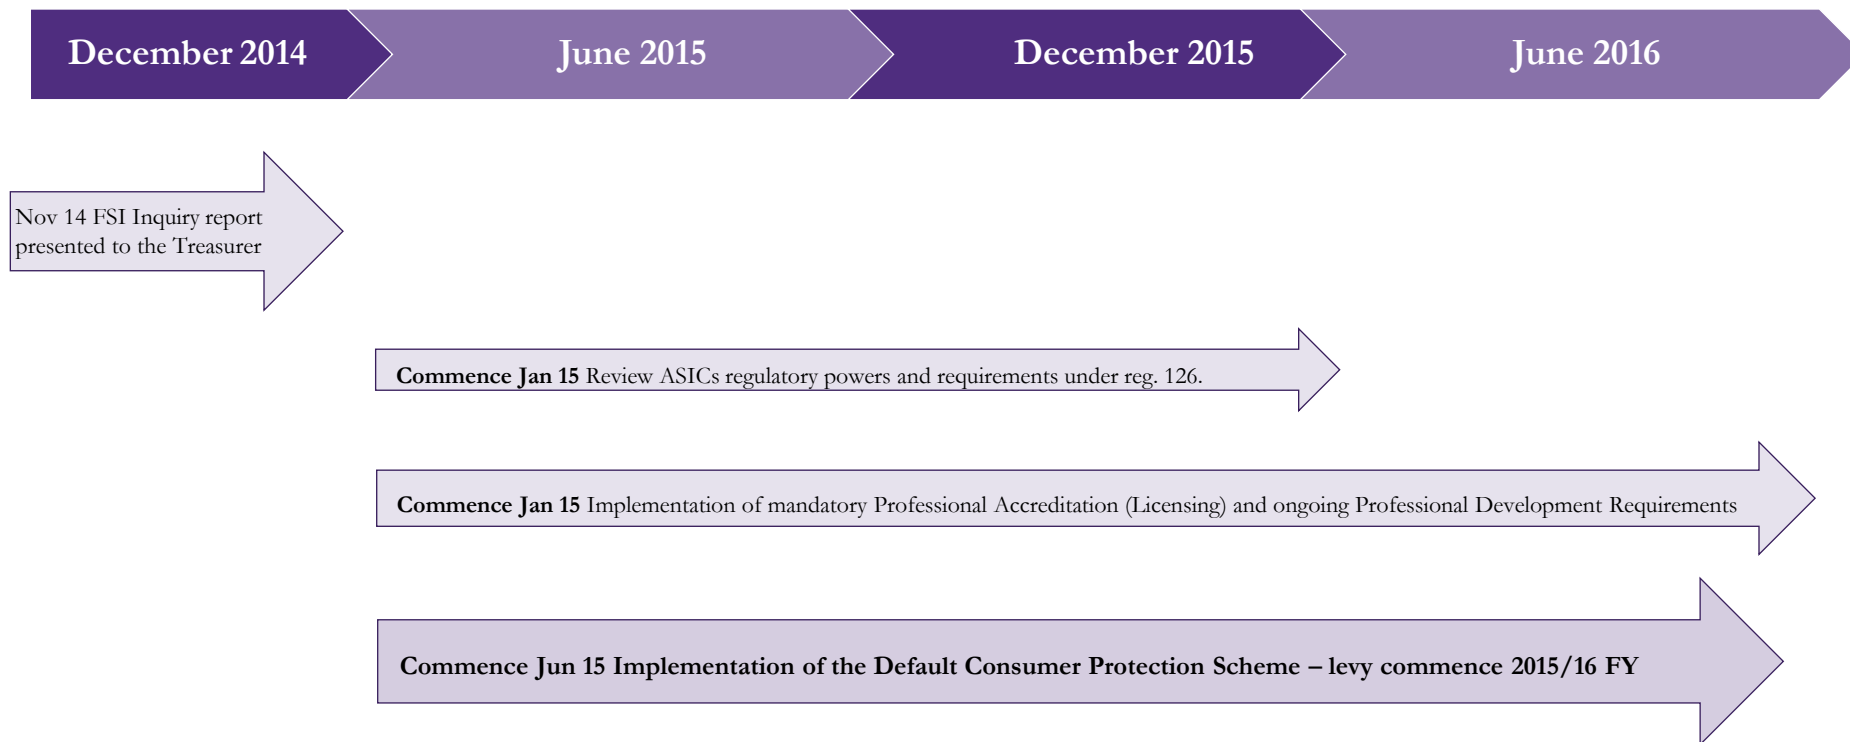 December 2014
June 2015
December 2015
June 2016
Nov 14 FSI Inquiry report
presented to the Treasurer
Commence Jan 15 Review ASICs regulatory powers and requirements under reg. 126.
Commence Jan 15 Implementation of mandatory Professional Accreditation (Licensing) and ongoing Professional Development Requirements
Commence Jun 15 Implementation of the Default Consumer Protection Scheme – levy commence 2015/16 FY